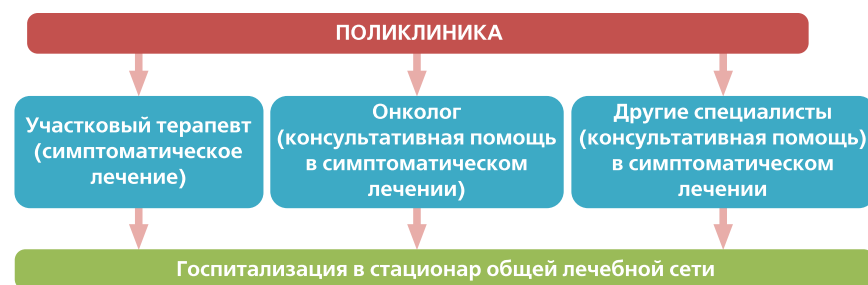 ПОЛИКЛИНИКА
Участковый терапевт
(симптоматическое
лечение)
Онколог
(консультативная помощь
в симптоматическом
лечении)
Другие специалисты
(консультативная помощь)
в симптоматическом
лечении
Госпитализация в стационар общей лечебной сети